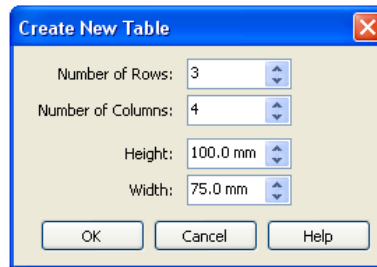 Create New Table
Number of Rows: 3
Number of Columns: 4
Height: 100.0 mm
Width: 75.0 mm
OK Cancel Help